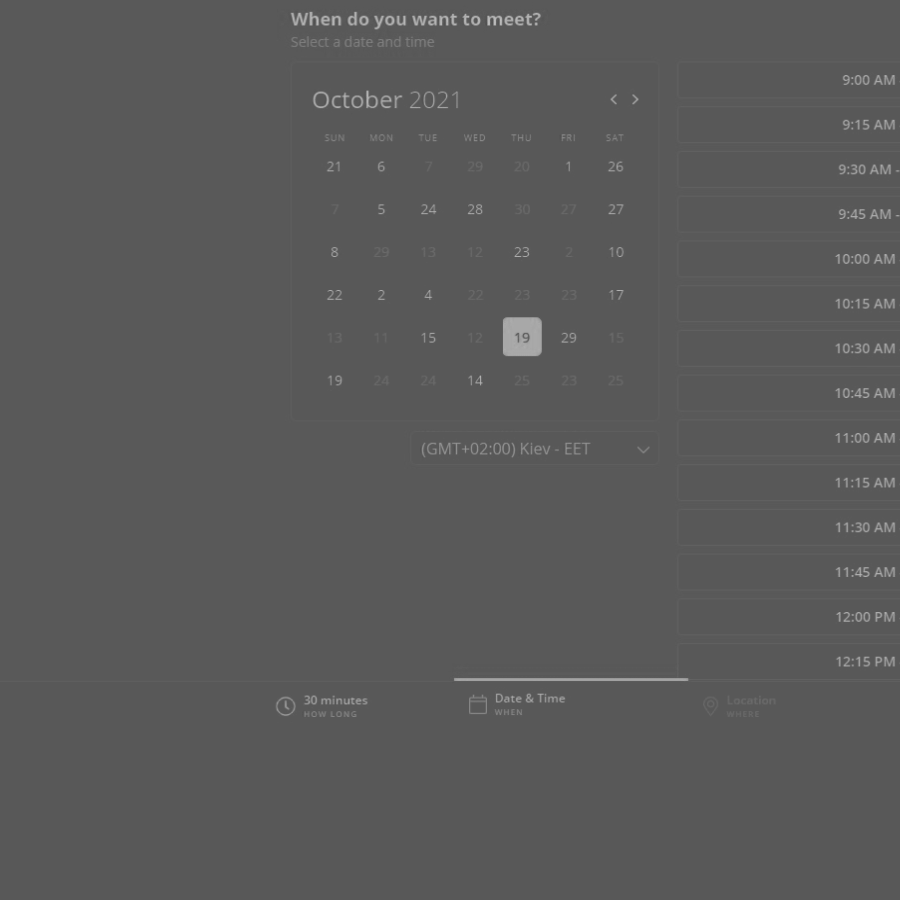 When do you want to meet?
Select a date and time
October 2021
SUN MON TUE WED THU FRI SAT
21 6 7 29 20 1 26
7 5 24 28 30 27 27
8 29 13 12 23 2 10
22 2 4 22 23 23 17
13 11 15 12 19 29 15
19 24 24 14 25 23 25
(GMT+02:00) Kiev - EET
9:00 AM
9:15 AM
9:30 AM -
9:45 AM -
10:00 AM
10:15 AM
10:30 AM
10:45 AM
11:00 AM
11:15 AM
11:30 AM
11:45 AM
12:00 PM
12:15 PM
30 minutes
HOW LONG
Date & Time
WHEN
Location
WHERE